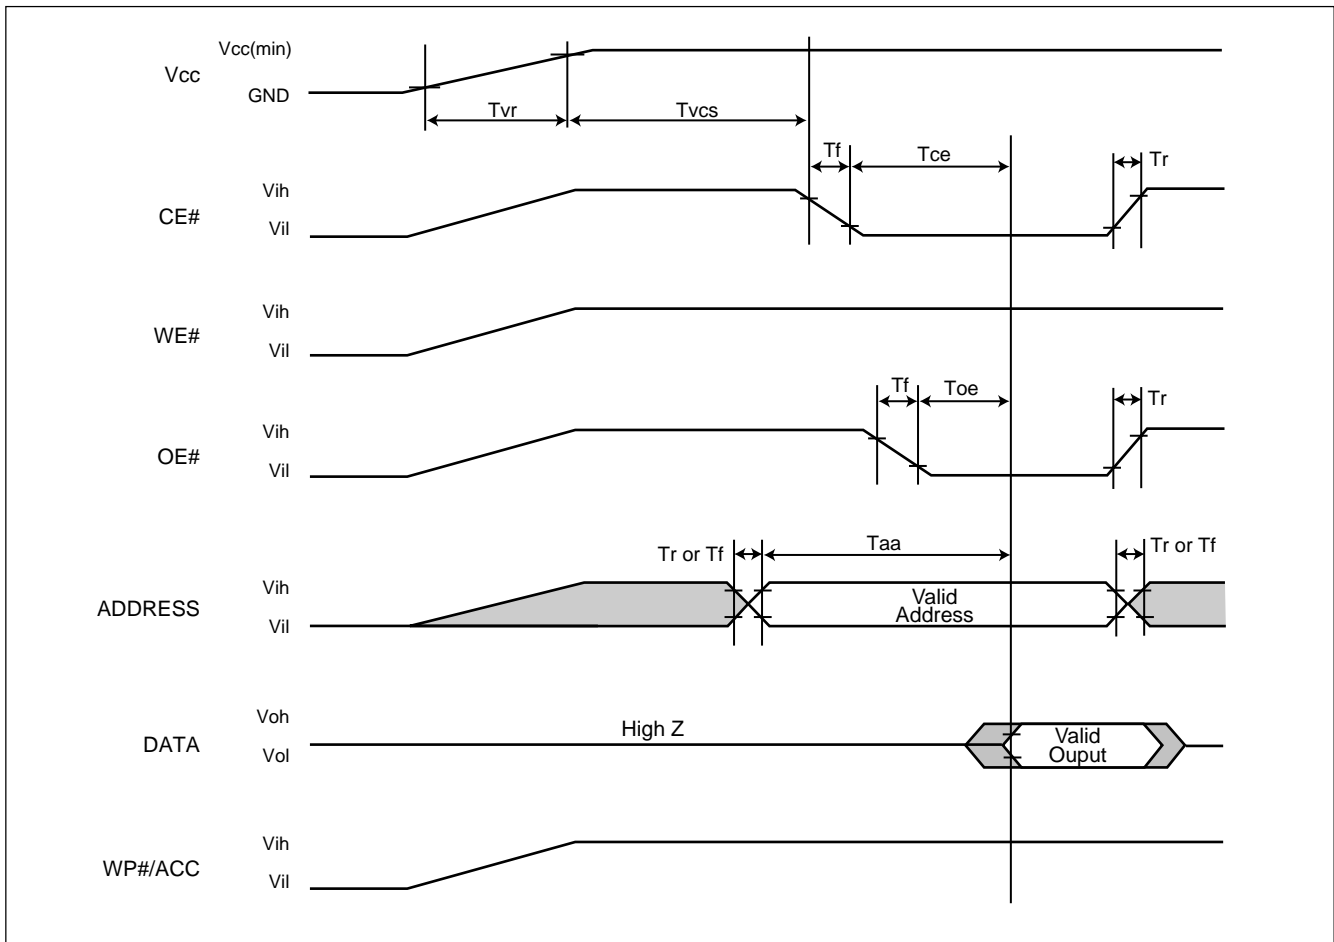 Vcc(min)
Vcc
GND
Tvr
Tvcs
Tf
Tce
Tr
Vih
CE#
Vil
Vih
WE#
Vil
Tf
Toe
Tr
Vih
OE#
Vil
Tr or Tf
Taa
Tr or Tf
Vih
ADDRESS
Vil
Valid
Address
Voh
DATA
Vol
High Z
Valid
Ouput
Vih
WP#/ACC
Vil